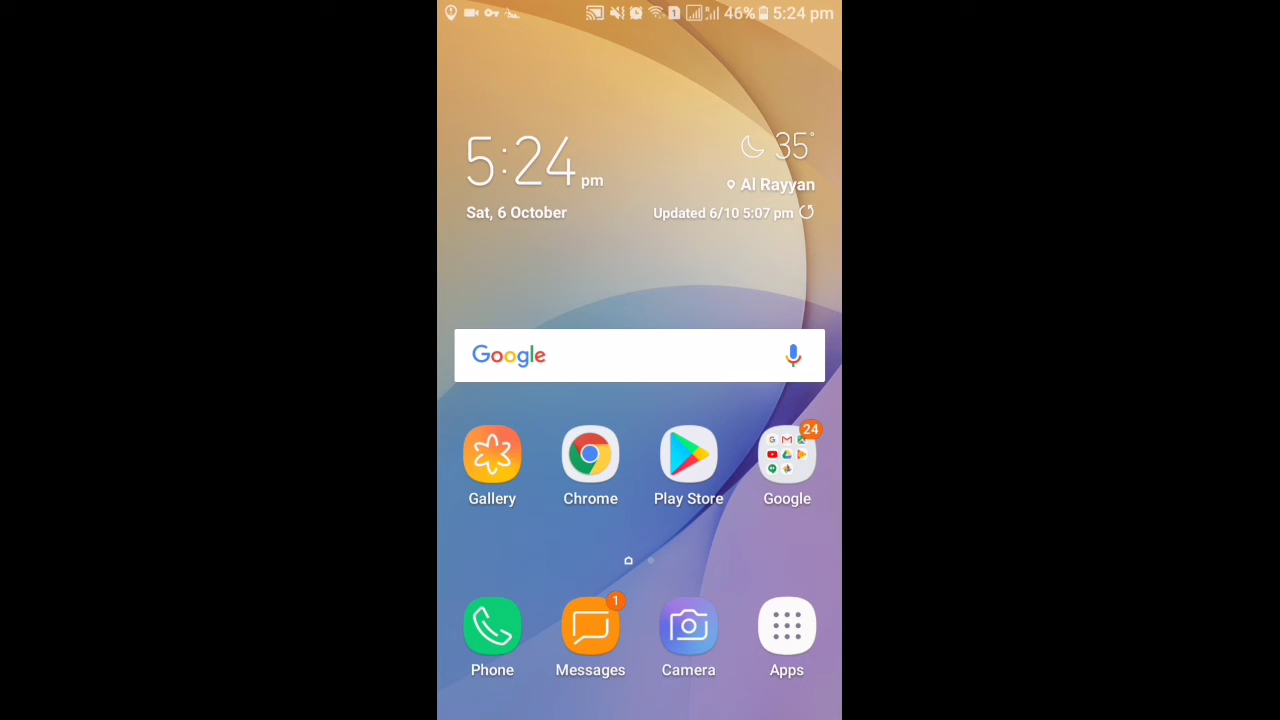 1 46% 5:24 pm
5:24 pm
35°
Al Rayyan
Sat, 6 October
Updated 6/10 5:07 pm
Google
24
Gallery
Chrome
Play Store
Google
1
Phone
Messages
Camera
Apps